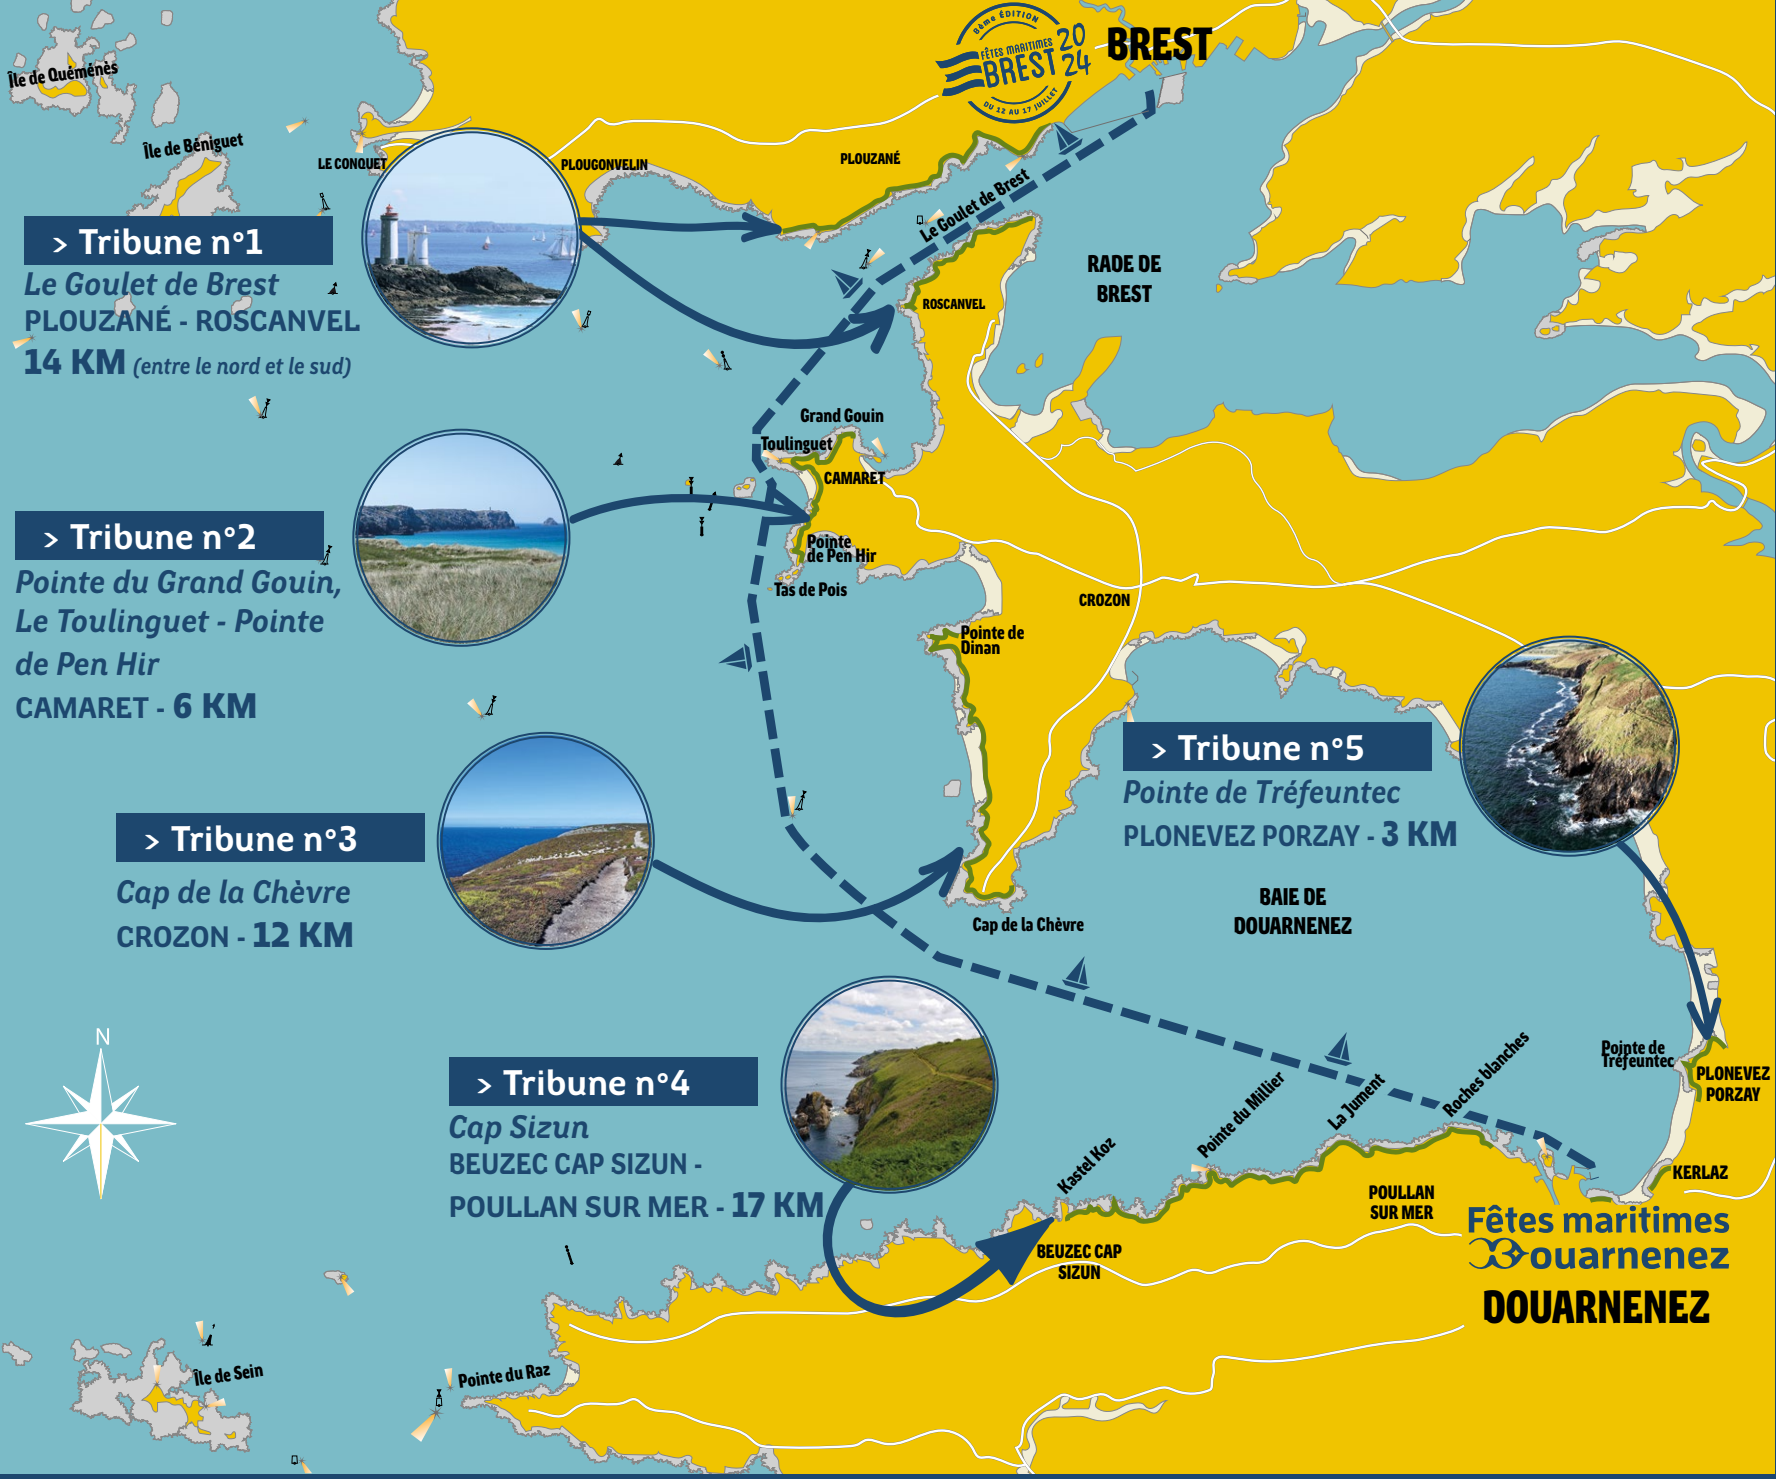 8ème ÉDITION
FÊTES MARITIMES
BREST
20
24
DU 12 AU 17 JUILLET
BREST
Île de Quéménès
Île de Béniguet
LE CONQUET
PLOUGONVELIN
PLOUZANÉ
Le Goulet de Brest
RADE DE
BREST
ROSCANVEL
> Tribune n°1
Le Goulet de Brest
PLOUZANÉ - ROSCANVEL
14 KM (entre le nord et le sud)
Grand Gouin
Toulinguet
CAMARET
Pointe
de Pen Hir
Tas de Pois
> Tribune n°2
Pointe du Grand Gouin,
Le Toulinguet - Pointe
de Pen Hir
CAMARET - 6 KM
CROZON
Pointe de
Dinan
> Tribune n°3
Cap de la Chèvre
CROZON - 12 KM
> Tribune n°5
Pointe de Tréfeuntec
PLONEVEZ PORZAY - 3 KM
BAIE DE
DOUARNENEZ
Cap de la Chèvre
N
> Tribune n°4
Cap Sizun
BEUZEC CAP SIZUN -
POULLAN SUR MER - 17 KM
Kastel Koz
Pointe du Millier
La Jument
Roches blanches
Pointe de
Tréfeuntec
PLONEVEZ
PORZAY
KERLAZ
POULLAN
SUR MER
BEUZEC CAP
SIZUN
Fêtes maritimes
Douarnenez
DOUARNENEZ
Île de Sein
Pointe du Raz